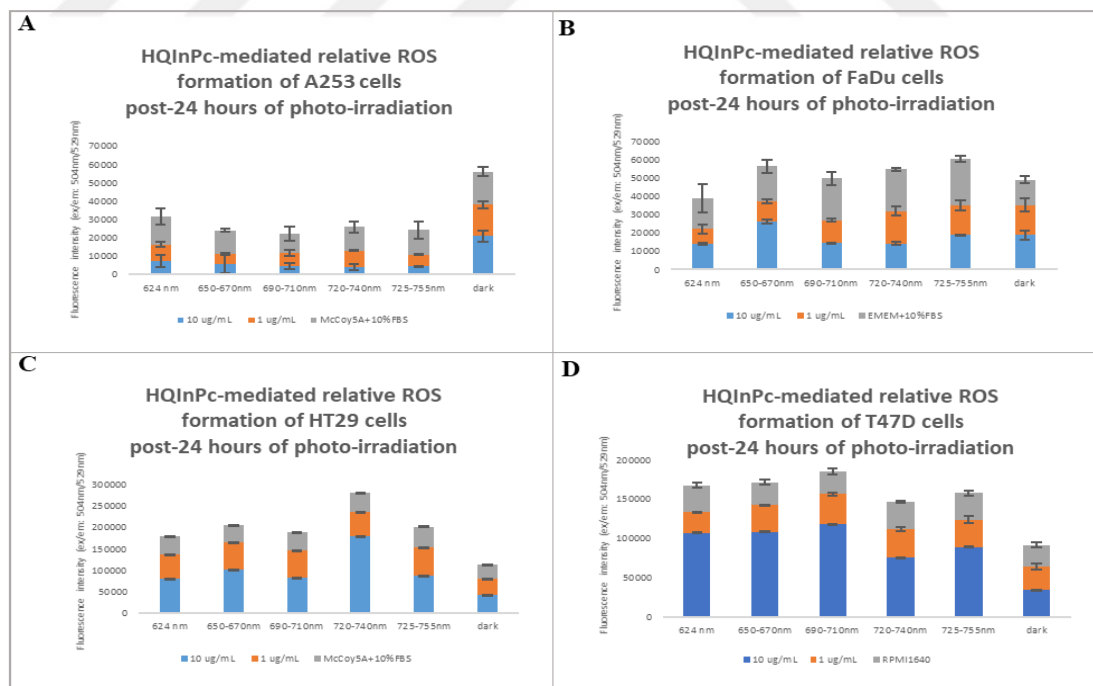 A
HQInPc-mediated relative ROS
formation of A253 cells
post-24 hours of photo-irradiation
Fluorescence intensity (ex/em: 504nm/529nm)
70000
60000
50000
40000
30000
20000
10000
0
624 nm 650-670nm 690-710nm 720-740nm 725-755nm dark
10 ug/mL 1 ug/mL McCoy5A+10%FBS
B
HQInPc-mediated relative ROS
formation of FaDu cells
post-24 hours of photo-irradiation
Fluorescence intensity (ex/em: 504nm/529nm)
70000
60000
50000
40000
30000
20000
10000
0
624 nm 650-670nm 690-710nm 720-740nm 725-755nm dark
10 ug/mL 1 ug/mL EMEM+10%FBS
C
HQInPc-mediated relative ROS
formation of HT29 cells
post-24 hours of photo-irradiation
Fluorescence intensity (ex/em: 504nm/529nm)
300000
250000
200000
150000
100000
50000
0
624 nm 650-670nm 690-710nm 720-740nm 725-755nm dark
10 ug/mL 1 ug/mL McCoy5A+10%FBS
D
HQInPc-mediated relative ROS
formation of T47D cells
post-24 hours of photo-irradiation
Fluorescence intensity (ex/em: 504nm/529nm)
200000
150000
100000
50000
0
624 nm 650-670nm 690-710nm 720-740nm 725-755nm dark
10 ug/mL 1 ug/mL RPMI1640